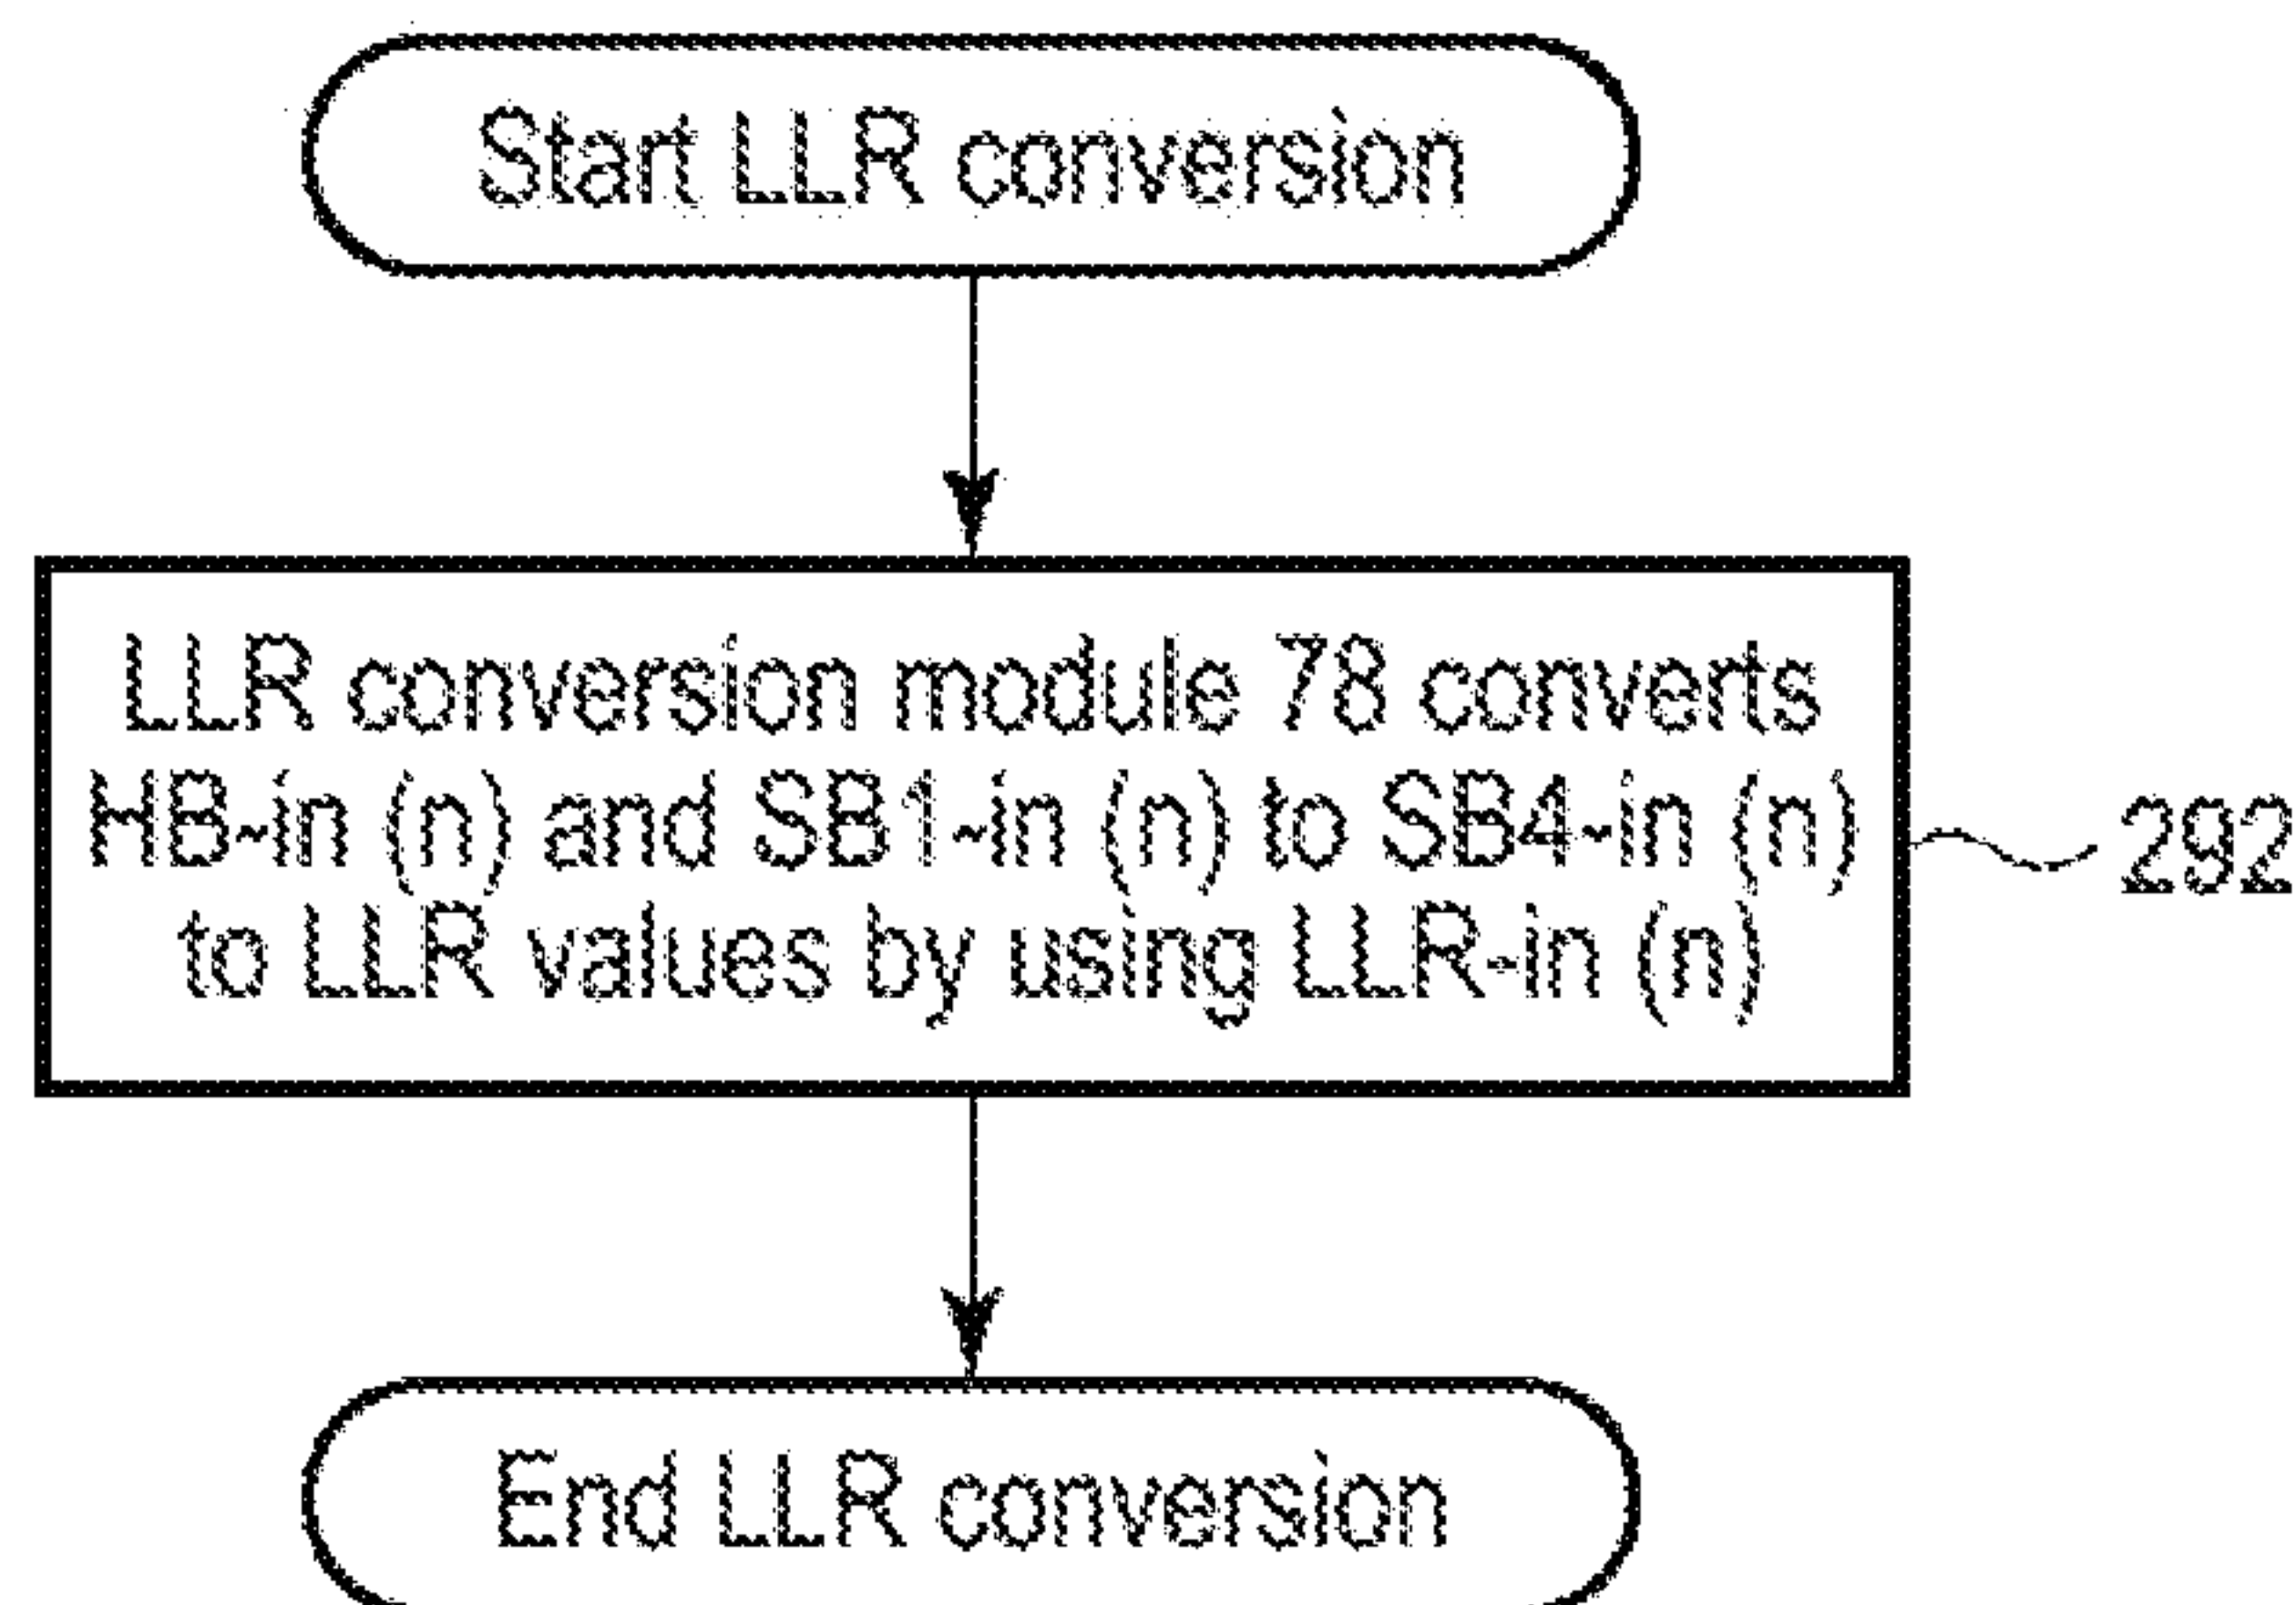 Start LLR conversion
LLR conversion module 78 converts
HB-in (n) and SB1-in (n) to SB4-in (n)
to LLR values by using LLR-in (n)
292
End LLR conversion